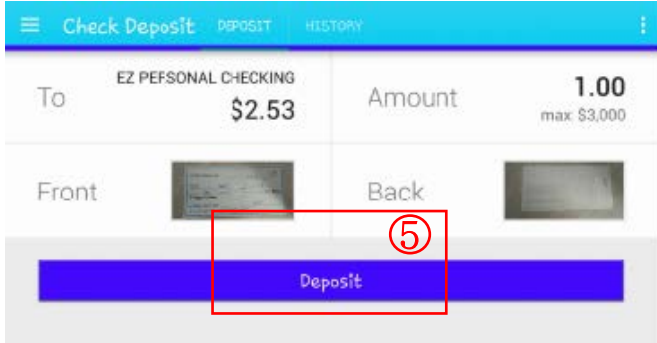 Check Deposit DEPOSIT HISTORY
EZ PEFSONAL CHECKING
To $2.53
Amount 1.00
max: $3,000
Front
Back
⑤
Deposit